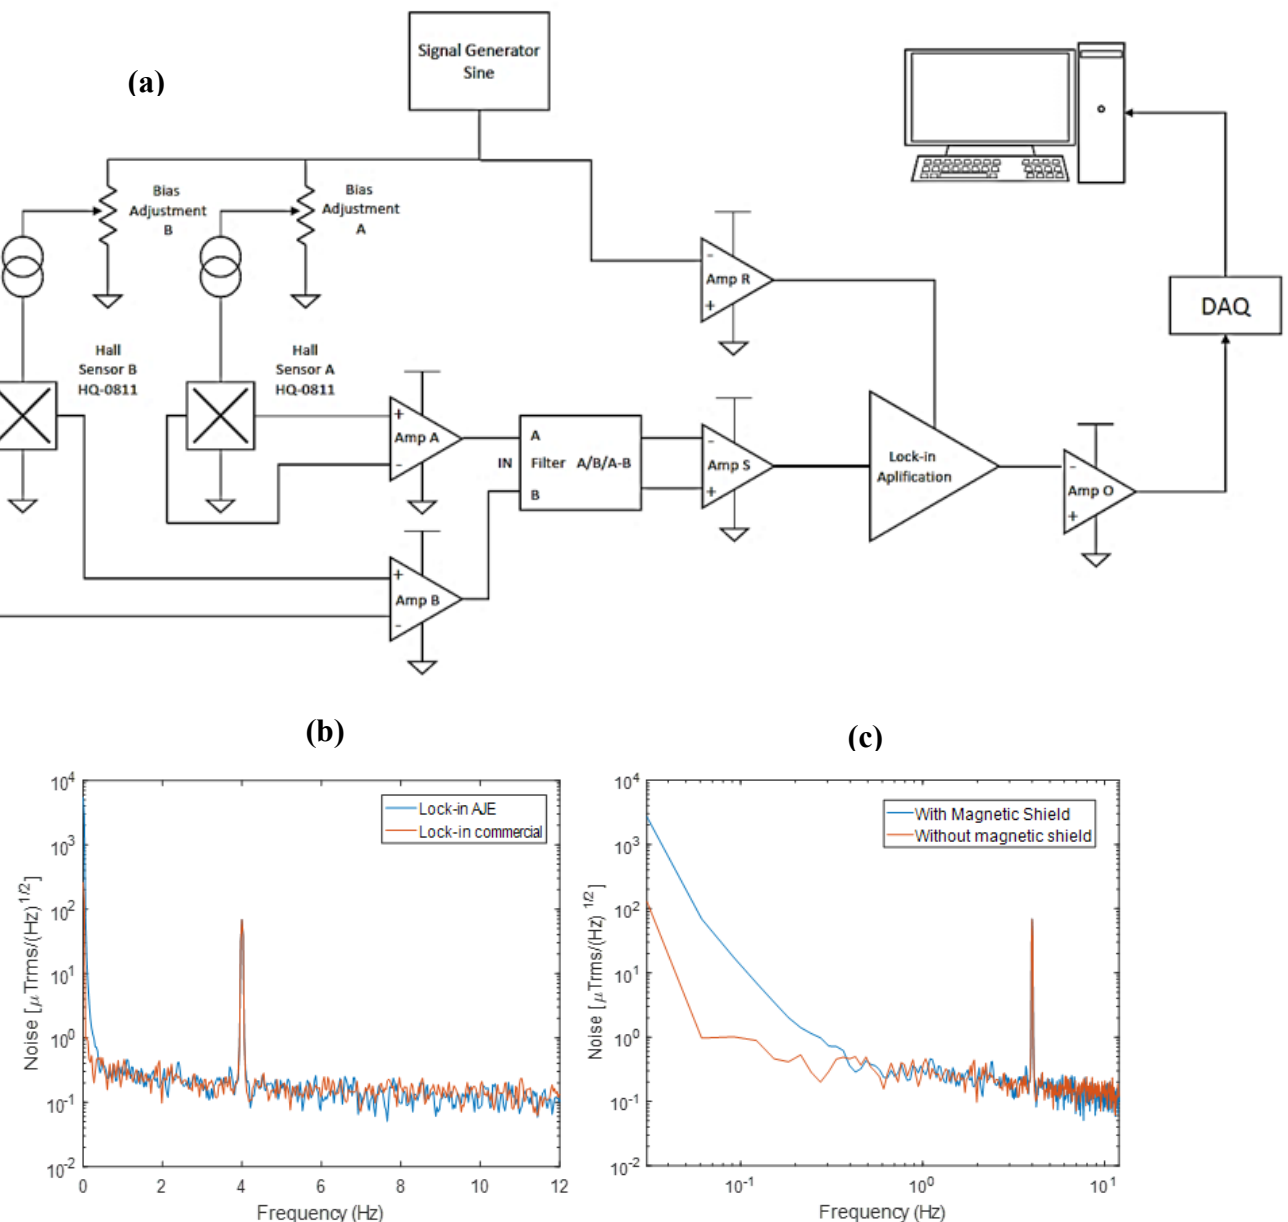 (a)
Signal Generator
Sine
Bias
Adjustment
B
Bias
Adjustment
A
-
Amp R
+
DAQ
Hall
Sensor B
HQ-0811
Hall
Sensor A
HQ-0811
+
Amp A
-
A
IN Filter A/B/A-B
B
-
Amp S
+
Lock-in
Aplification
-
Amp O
+
+
Amp B
-
(b)
10^4
10^3
10^2
10^1
10^0
10^-1
10^-2
Noise [μTrms/(Hz)^1/2]
Lock-in AJE
Lock-in commercial
0 2 4 6 8 10 12
Frequency (Hz)
(c)
10^4
10^3
10^2
10^1
10^0
10^-1
10^-2
Noise [μTrms/(Hz)^1/2]
With Magnetic Shield
Without magnetic shield
10^-1 10^0 10^1
Frequency (Hz)